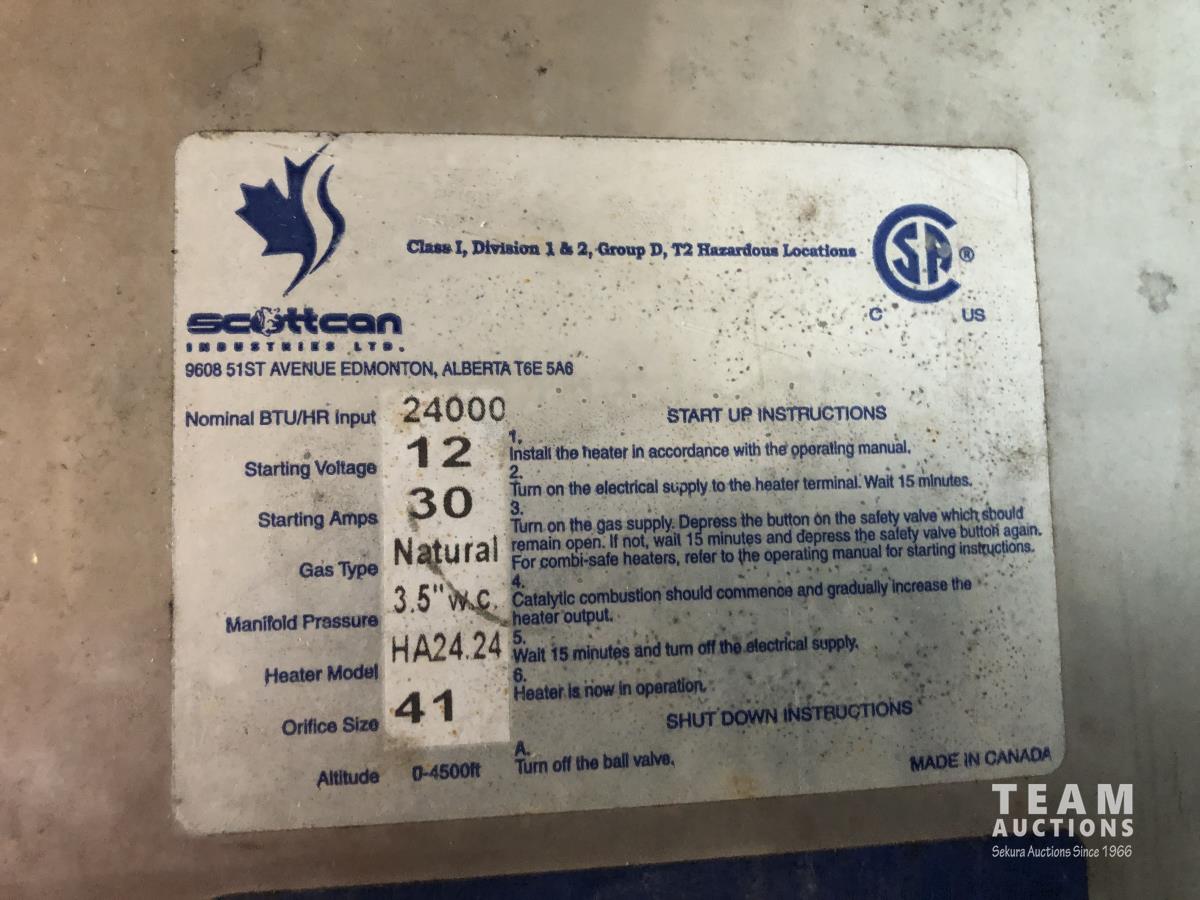 Class I, Division 1 & 2, Group D, T2 Hazardous Locations
SA ®
C US
scottcan
INDUSTRIES LTD.
9608 51ST AVENUE EDMONTON, ALBERTA T6E 5A6
Nominal BTU/HR Input 24000
Starting Voltage 12
Starting Amps 30
Gas Type Natural
Manifold Pressure 3.5" w.c.
Heater Model HA24.24
Orifice Size 41
Altitude 0-4500ft
START UP INSTRUCTIONS
1.
Install the heater in accordance with the operating manual.
2.
Turn on the electrical supply to the heater terminal. Wait 15 minutes.
3.
Turn on the gas supply. Depress the button on the safety valve which should
remain open. If not, wait 15 minutes and depress the safety valve button again.
For combi-safe heaters, refer to the operating manual for starting instructions.
4.
Catalytic combustion should commence and gradually increase the
heater output.
5.
Wait 15 minutes and turn off the electrical supply.
6.
Heater is now in operation.
SHUT DOWN INSTRUCTIONS
A.
Turn off the ball valve.
MADE IN CANADA
TEAM
AUCTIONS
Sekura Auctions Since 1966